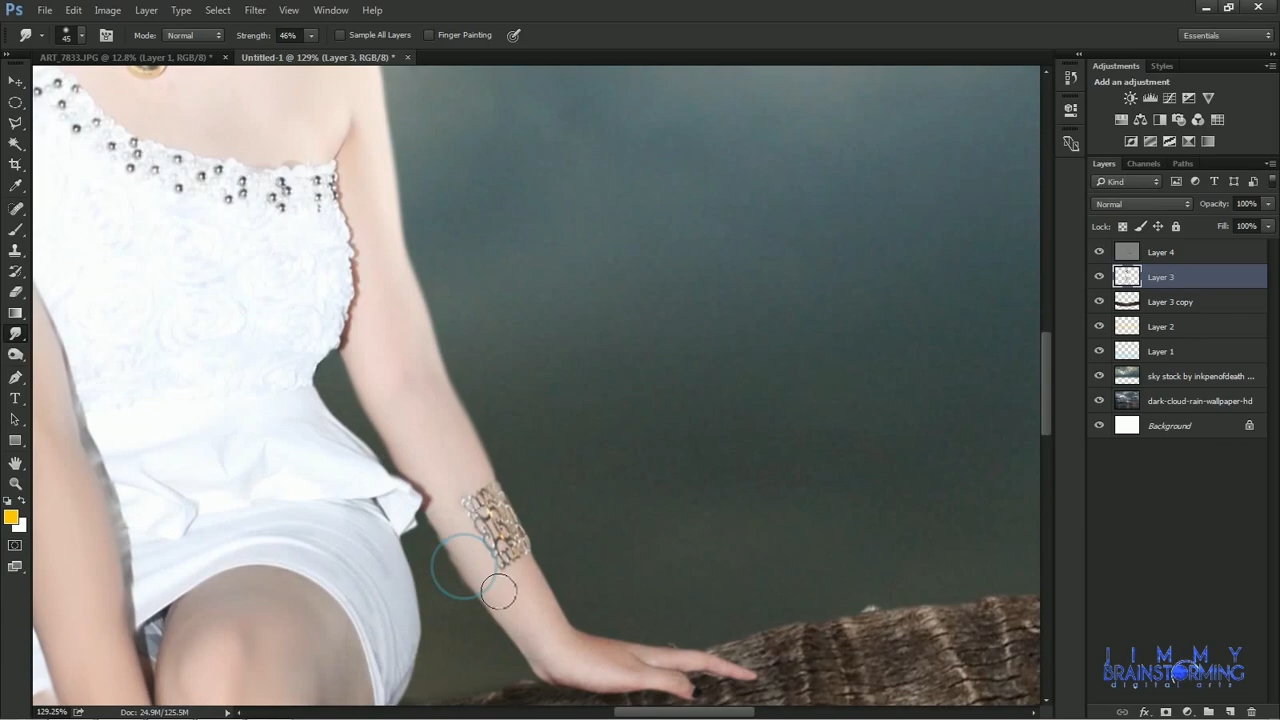 Ps File Edit Image Layer Type Select Filter View Window Help
45 Mode: Normal Strength: 46% Sample All Layers Finger Painting Essentials
ART_7833.JPG @ 12.8% (Layer 1, RGB/8) * × Untitled-1 @ 129% (Layer 3, RGB/8) * ×
Adjustments Styles
Add an adjustment
Layers Channels Paths
Kind
Normal Opacity: 100%
Lock: Fill: 100%
Layer 4
Layer 3
Layer 3 copy
Layer 2
Layer 1
sky stock by inkpenofdeath ...
dark-cloud-rain-wallpaper-hd
Background
JIMMY
BRAINSTORMING
digital arts
129.25% Doc: 24.9M/125.5M